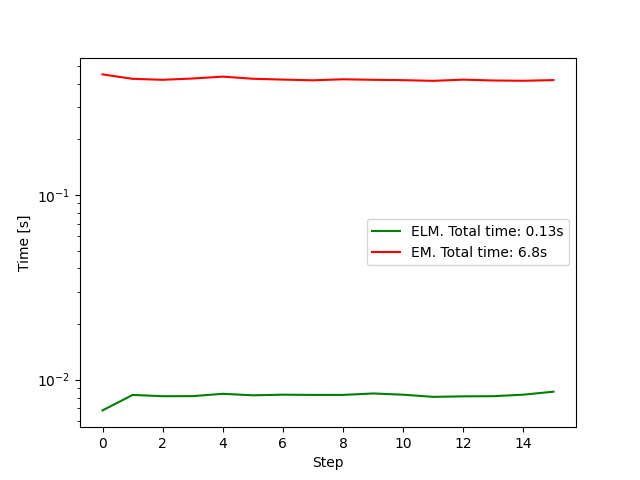 Time [s]
10⁻¹
10⁻²
ELM. Total time: 0.13s
EM. Total time: 6.8s
0 2 4 6 8 10 12 14
Step